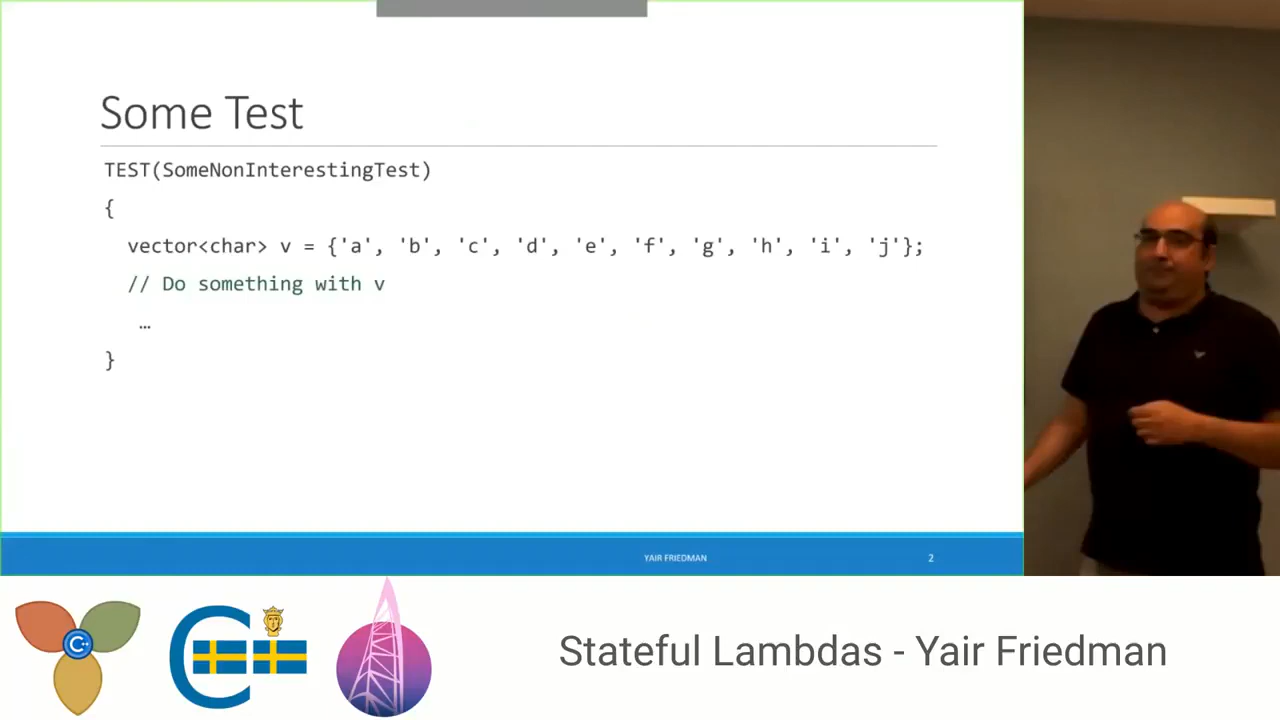 Some Test
TEST(SomeNonInterestingTest)
{
vector<char> v = {'a', 'b', 'c', 'd', 'e', 'f', 'g', 'h', 'i', 'j'};
// Do something with v
…
}
YAIR FRIEDMAN
2
C++
C++
Stateful Lambdas - Yair Friedman